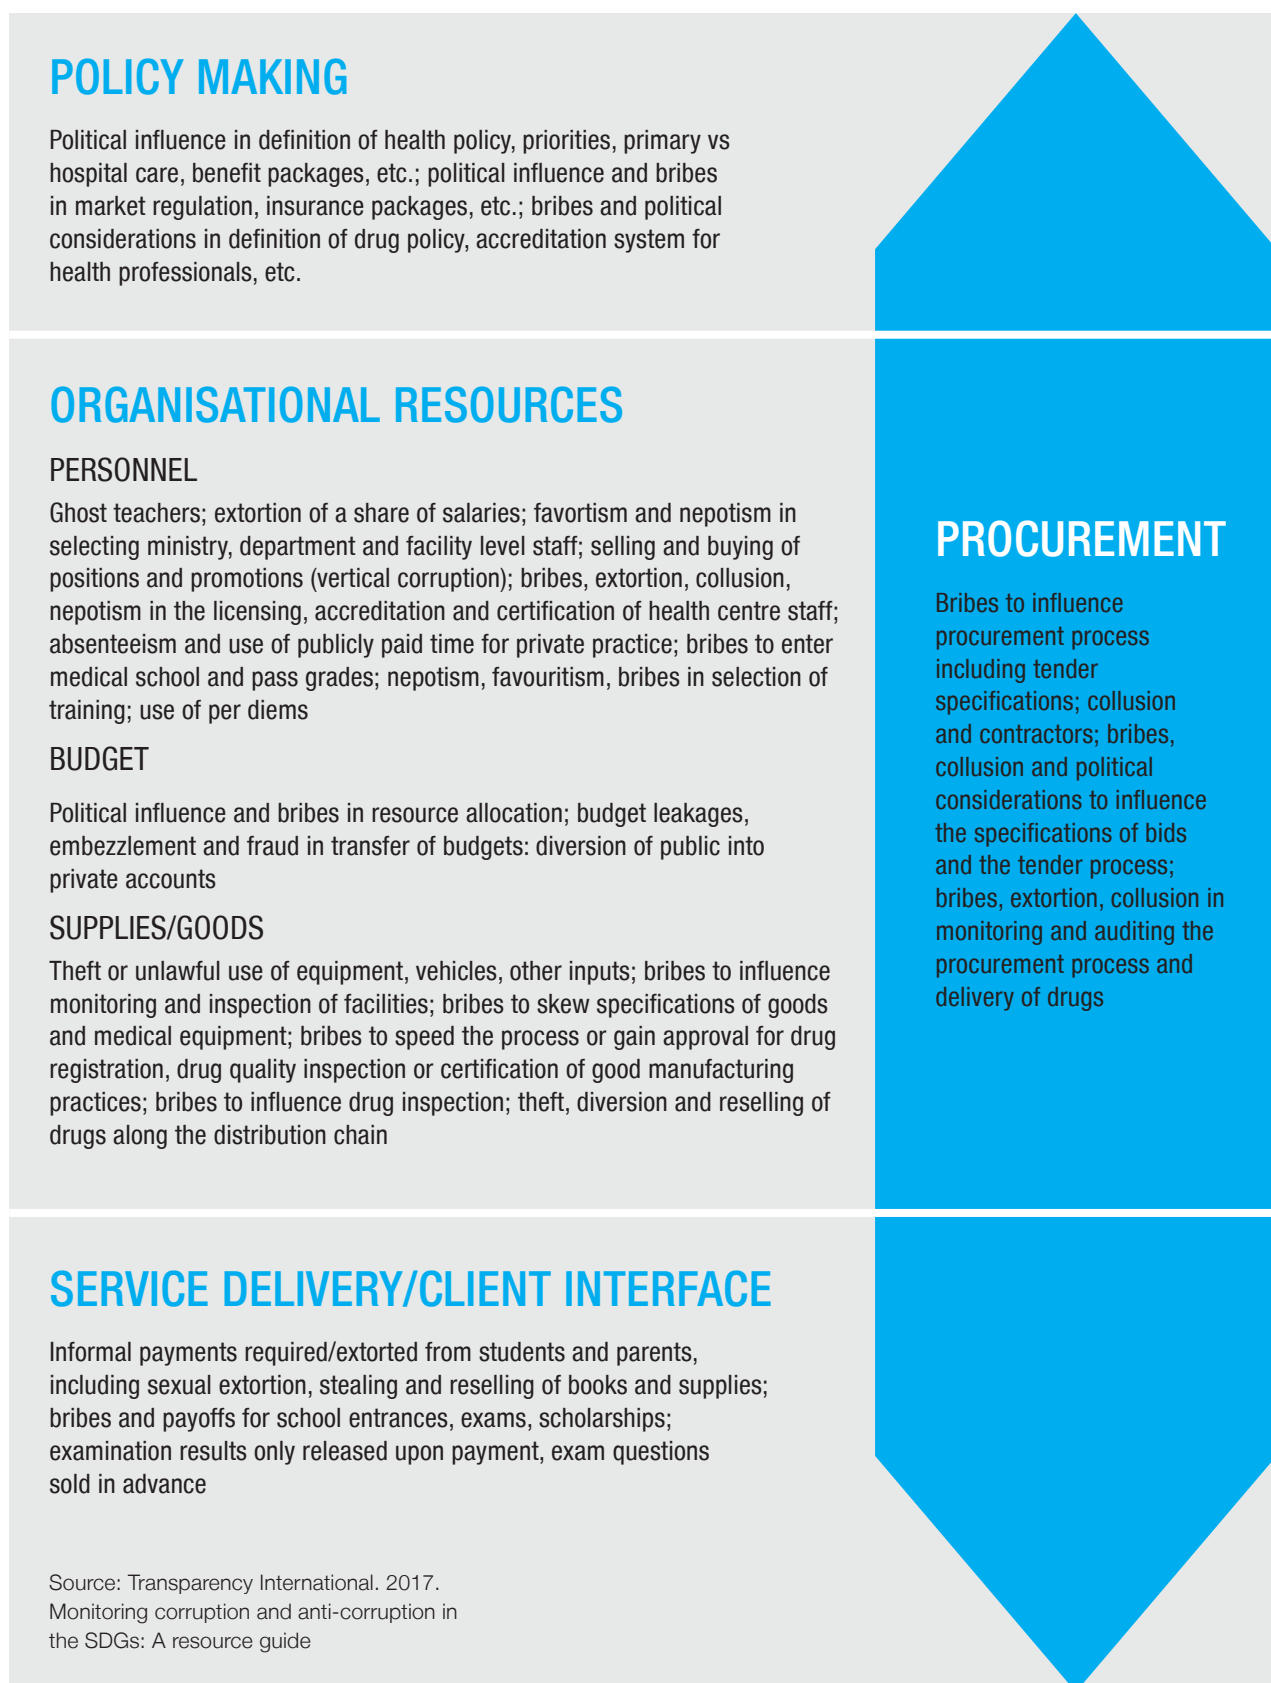 POLICY MAKING
Political influence in definition of health policy, priorities, primary vs
hospital care, benefit packages, etc.; political influence and bribes
in market regulation, insurance packages, etc.; bribes and political
considerations in definition of drug policy, accreditation system for
health professionals, etc.
ORGANISATIONAL RESOURCES
PERSONNEL
Ghost teachers; extortion of a share of salaries; favortism and nepotism in
selecting ministry, department and facility level staff; selling and buying of
positions and promotions (vertical corruption); bribes, extortion, collusion,
nepotism in the licensing, accreditation and certification of health centre staff;
absenteeism and use of publicly paid time for private practice; bribes to enter
medical school and pass grades; nepotism, favouritism, bribes in selection of
training; use of per diems
BUDGET
Political influence and bribes in resource allocation; budget leakages,
embezzlement and fraud in transfer of budgets: diversion of public into
private accounts
SUPPLIES/GOODS
Theft or unlawful use of equipment, vehicles, other inputs; bribes to influence
monitoring and inspection of facilities; bribes to skew specifications of goods
and medical equipment; bribes to speed the process or gain approval for drug
registration, drug quality inspection or certification of good manufacturing
practices; bribes to influence drug inspection; theft, diversion and reselling of
drugs along the distribution chain
PROCUREMENT
Bribes to influence
procurement process
including tender
specifications; collusion
and contractors; bribes,
collusion and political
considerations to influence
the specifications of bids
and the tender process;
bribes, extortion, collusion in
monitoring and auditing the
procurement process and
delivery of drugs
SERVICE DELIVERY/CLIENT INTERFACE
Informal payments required/extorted from students and parents,
including sexual extortion, stealing and reselling of books and supplies;
bribes and payoffs for school entrances, exams, scholarships;
examination results only released upon payment, exam questions
sold in advance
Source: Transparency International. 2017.
Monitoring corruption and anti-corruption in
the SDGs: A resource guide